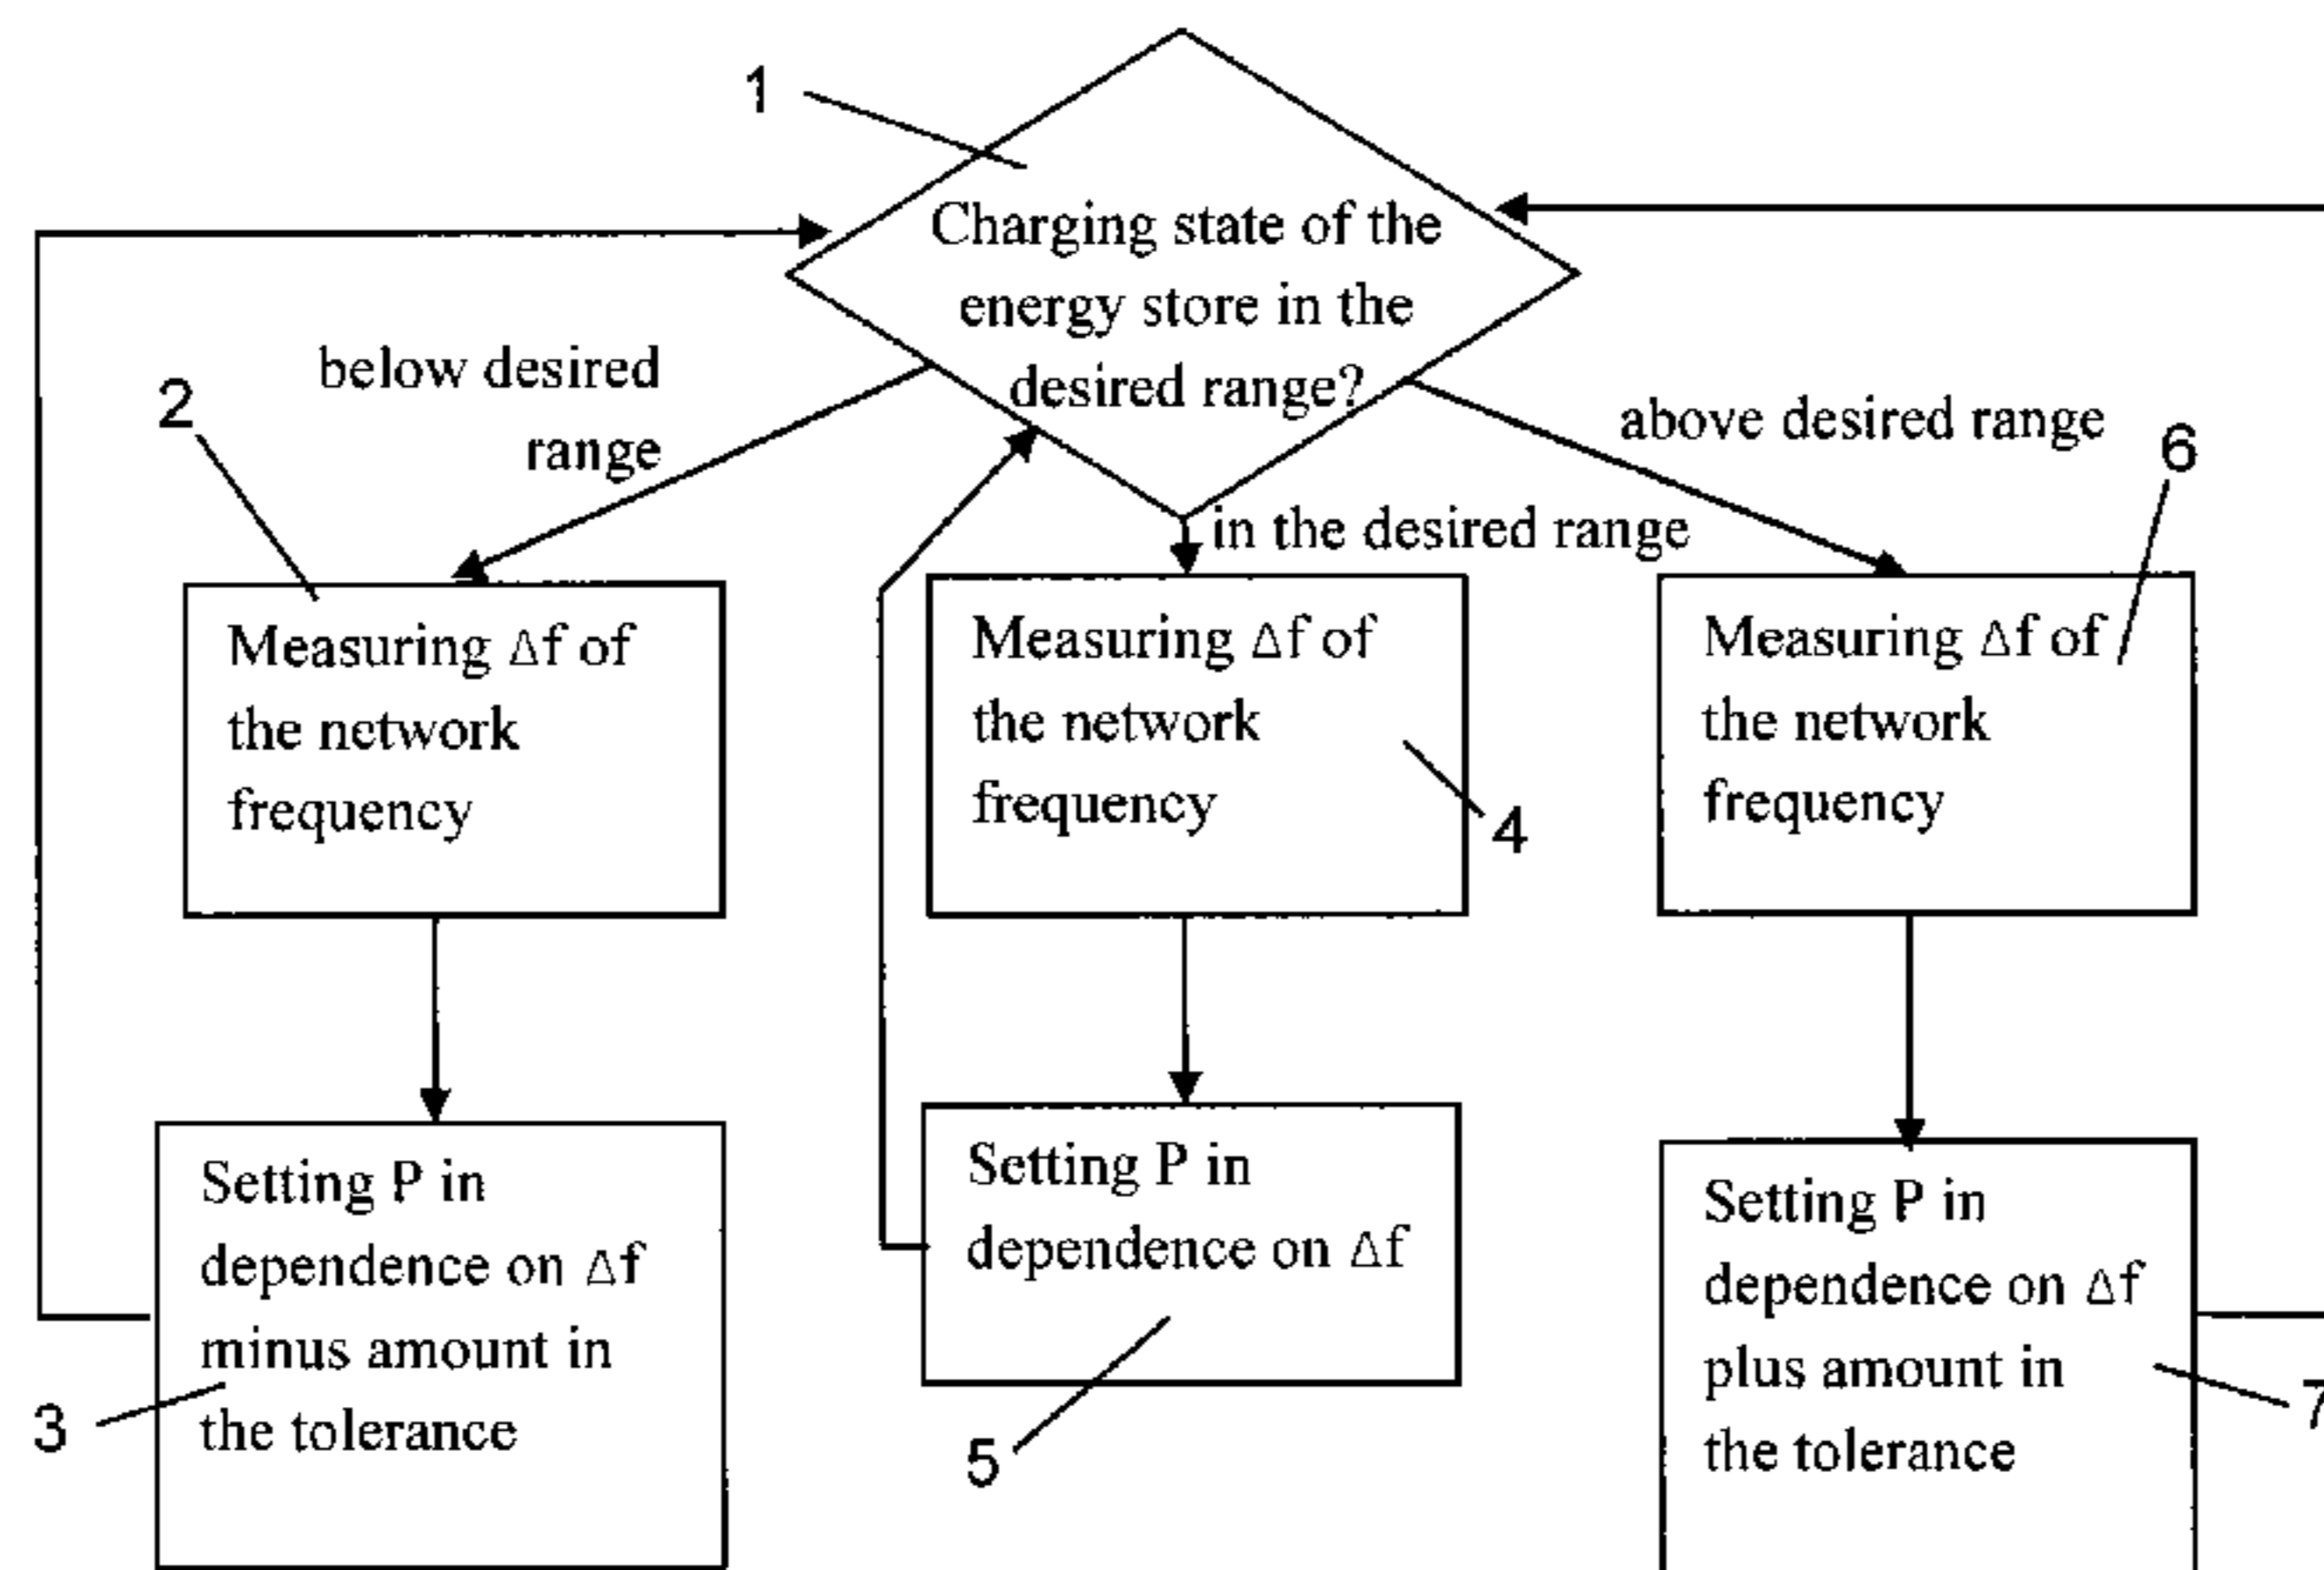 1
Charging state of the
energy store in the
desired range?
below desired
range
2
above desired range
6
in the desired range
Measuring Δf of
the network
frequency
Measuring Δf of
the network
frequency
4
Measuring Δf of
the network
frequency
Setting P in
dependence on Δf
minus amount in
the tolerance
3
Setting P in
dependence on Δf
5
Setting P in
dependence on Δf
plus amount in
the tolerance
7